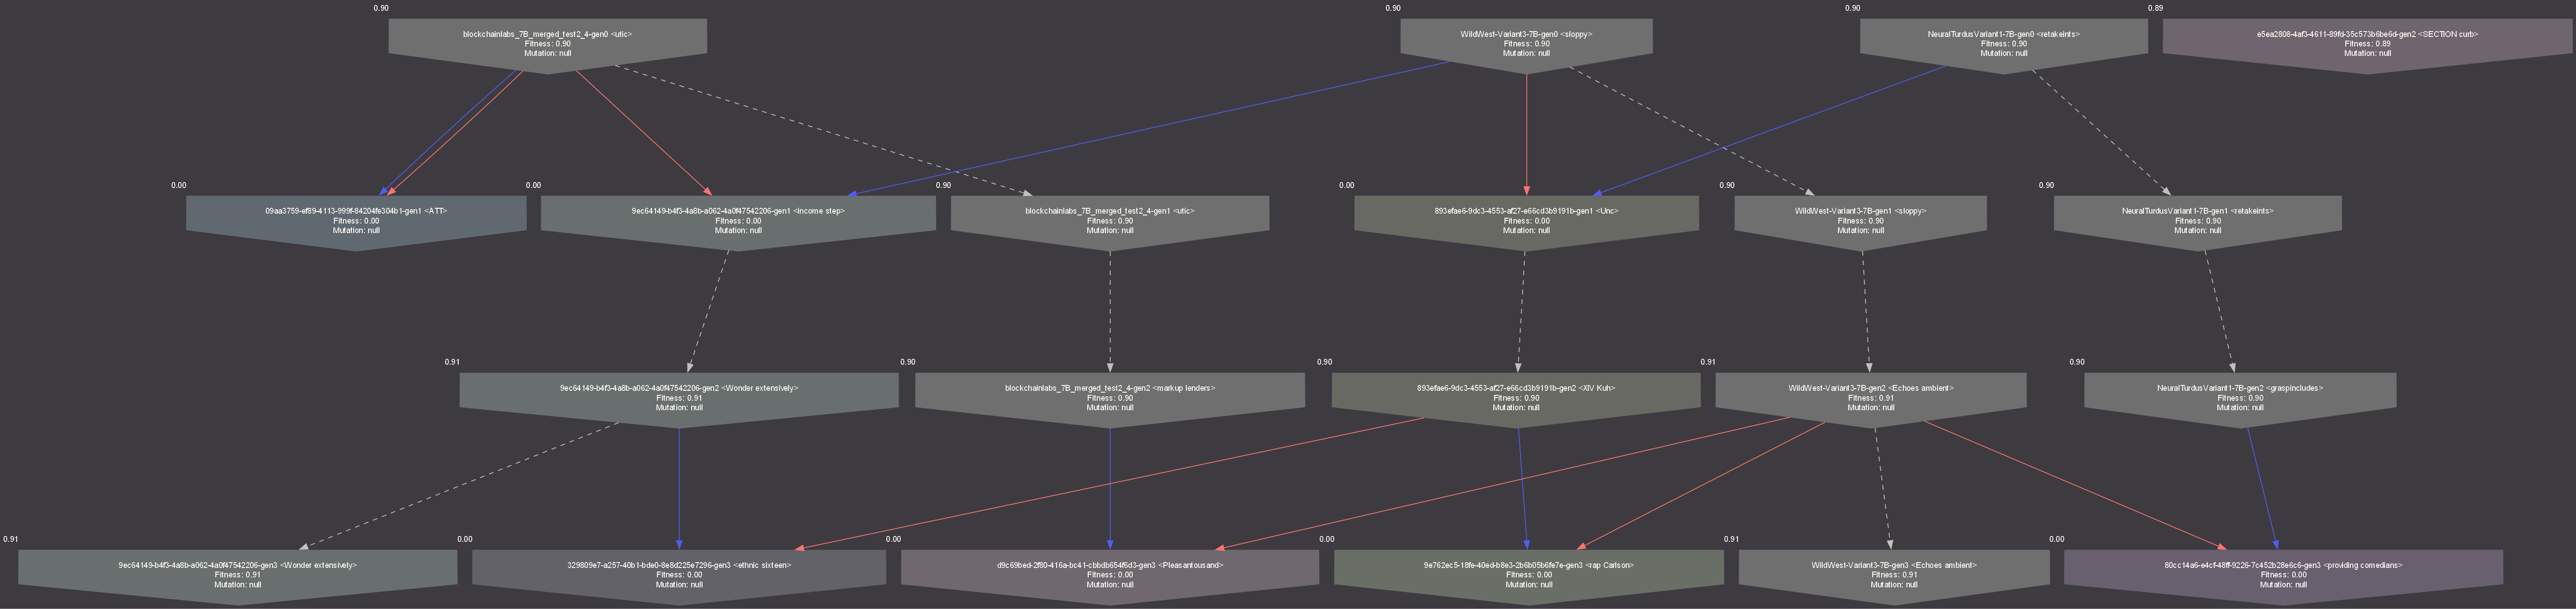 0.90
blockchainlabs_7B_merged_test2_4-gen0 <utic>
Fitness: 0.90
Mutation: null
0.90
WildWest-Variant3-7B-gen0 <sloppy>
Fitness: 0.90
Mutation: null
0.90
NeuralTurdusVariant1-7B-gen0 <retakeints>
Fitness: 0.90
Mutation: null
0.89
e5ea2808-4af3-4611-89fd-35c573b6be6d-gen2 <SECTION curb>
Fitness: 0.89
Mutation: null
0.00
09aa3759-ef89-4113-999f-84204fe304b1-gen1 <ATT>
Fitness: 0.00
Mutation: null
0.00
9ec64149-b4f3-4a8b-a062-4a0f47542206-gen1 <income step>
Fitness: 0.00
Mutation: null
0.90
blockchainlabs_7B_merged_test2_4-gen1 <utic>
Fitness: 0.90
Mutation: null
0.00
893efae6-9dc3-4553-af27-e66cd3b9191b-gen1 <Unc>
Fitness: 0.00
Mutation: null
0.90
WildWest-Variant3-7B-gen1 <sloppy>
Fitness: 0.90
Mutation: null
0.90
NeuralTurdusVariant1-7B-gen1 <retakeints>
Fitness: 0.90
Mutation: null
0.91
9ec64149-b4f3-4a8b-a062-4a0f47542206-gen2 <Wonder extensively>
Fitness: 0.91
Mutation: null
0.90
blockchainlabs_7B_merged_test2_4-gen2 <markup lenders>
Fitness: 0.90
Mutation: null
0.90
893efae6-9dc3-4553-af27-e66cd3b9191b-gen2 <XIV Kuh>
Fitness: 0.90
Mutation: null
0.91
WildWest-Variant3-7B-gen2 <Echoes ambient>
Fitness: 0.91
Mutation: null
0.90
NeuralTurdusVariant1-7B-gen2 <graspincludes>
Fitness: 0.90
Mutation: null
0.91
9ec64149-b4f3-4a8b-a062-4a0f47542206-gen3 <Wonder extensively>
Fitness: 0.91
Mutation: null
0.00
329809e7-a257-40b1-bde0-8e8d225e7296-gen3 <ethnic sixteen>
Fitness: 0.00
Mutation: null
0.00
d9c69bed-2f80-416a-bc41-cbbdb654f6d3-gen3 <Pleasantousand>
Fitness: 0.00
Mutation: null
0.00
9e762ec5-18fe-40ed-b8e3-2b6b05b6fe7e-gen3 <rap Carlson>
Fitness: 0.00
Mutation: null
0.91
WildWest-Variant3-7B-gen3 <Echoes ambient>
Fitness: 0.91
Mutation: null
0.00
80cc14a6-e4cf-48ff-9226-7c452b28e6c6-gen3 <providing comedians>
Fitness: 0.00
Mutation: null